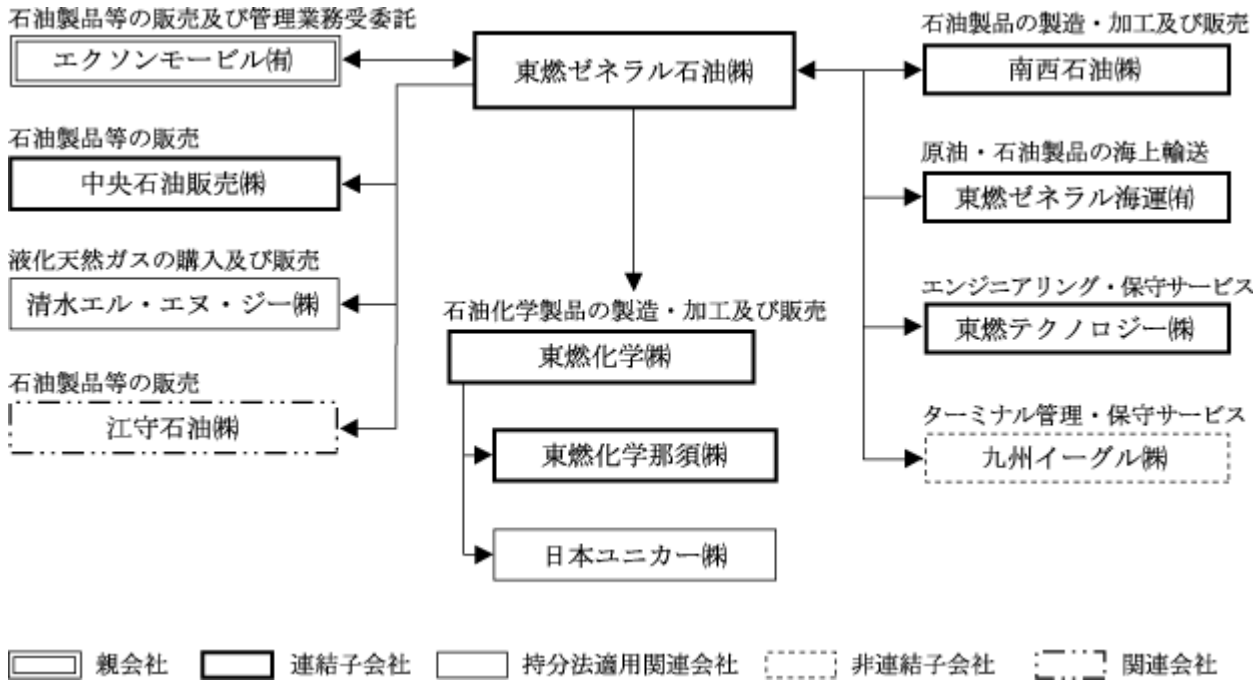 石油製品等の販売及び管理業務受委託
エクソンモービル㈲
東燃ゼネラル石油㈱
石油製品の製造・加工及び販売
南西石油㈱
石油製品等の販売
中央石油販売㈱
原油・石油製品の海上輸送
東燃ゼネラル海運㈲
液化天然ガスの購入及び販売
清水エル・エヌ・ジー㈱
エンジニアリング・保守サービス
東燃テクノロジー㈱
石油化学製品の製造・加工及び販売
東燃化学㈱
石油製品等の販売
江守石油㈱
ターミナル管理・保守サービス
九州イーグル㈱
東燃化学那須㈱
日本ユニカー㈱
親会社
連結子会社
持分法適用関連会社
非連結子会社
関連会社